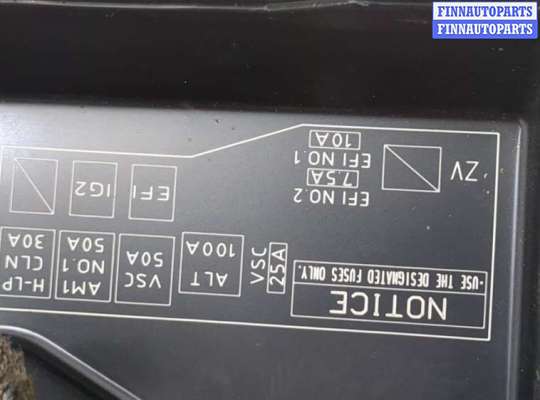 FINNAUTOPARTS
FINNAUTOPARTS
NOTICE
·USE THE DESIGNATED FUSES ONLY.
VSC
25A
ALT
100A
VSC
50A
AM1
NO.1
50A
H-LP
CLN
30A
EFI NO.2
7.5A
EFI NO.1
10A
EFI
IG2
ZV